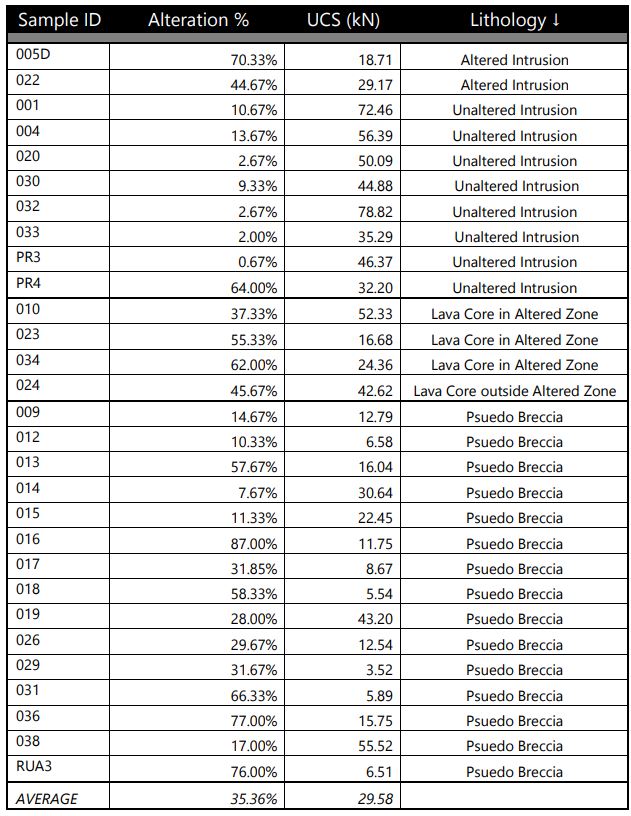 Sample ID Alteration % UCS (kN) Lithology ↓
005D 70.33% 18.71 Altered Intrusion
022 44.67% 29.17 Altered Intrusion
001 10.67% 72.46 Unaltered Intrusion
004 13.67% 56.39 Unaltered Intrusion
020 2.67% 50.09 Unaltered Intrusion
030 9.33% 44.88 Unaltered Intrusion
032 2.67% 78.82 Unaltered Intrusion
033 2.00% 35.29 Unaltered Intrusion
PR3 0.67% 46.37 Unaltered Intrusion
PR4 64.00% 32.20 Unaltered Intrusion
010 37.33% 52.33 Lava Core in Altered Zone
023 55.33% 16.68 Lava Core in Altered Zone
034 62.00% 24.36 Lava Core in Altered Zone
024 45.67% 42.62 Lava Core outside Altered Zone
009 14.67% 12.79 Psuedo Breccia
012 10.33% 6.58 Psuedo Breccia
013 57.67% 16.04 Psuedo Breccia
014 7.67% 30.64 Psuedo Breccia
015 11.33% 22.45 Psuedo Breccia
016 87.00% 11.75 Psuedo Breccia
017 31.85% 8.67 Psuedo Breccia
018 58.33% 5.54 Psuedo Breccia
019 28.00% 43.20 Psuedo Breccia
026 29.67% 12.54 Psuedo Breccia
029 31.67% 3.52 Psuedo Breccia
031 66.33% 5.89 Psuedo Breccia
036 77.00% 15.75 Psuedo Breccia
038 17.00% 55.52 Psuedo Breccia
RUA3 76.00% 6.51 Psuedo Breccia
AVERAGE 35.36% 29.58